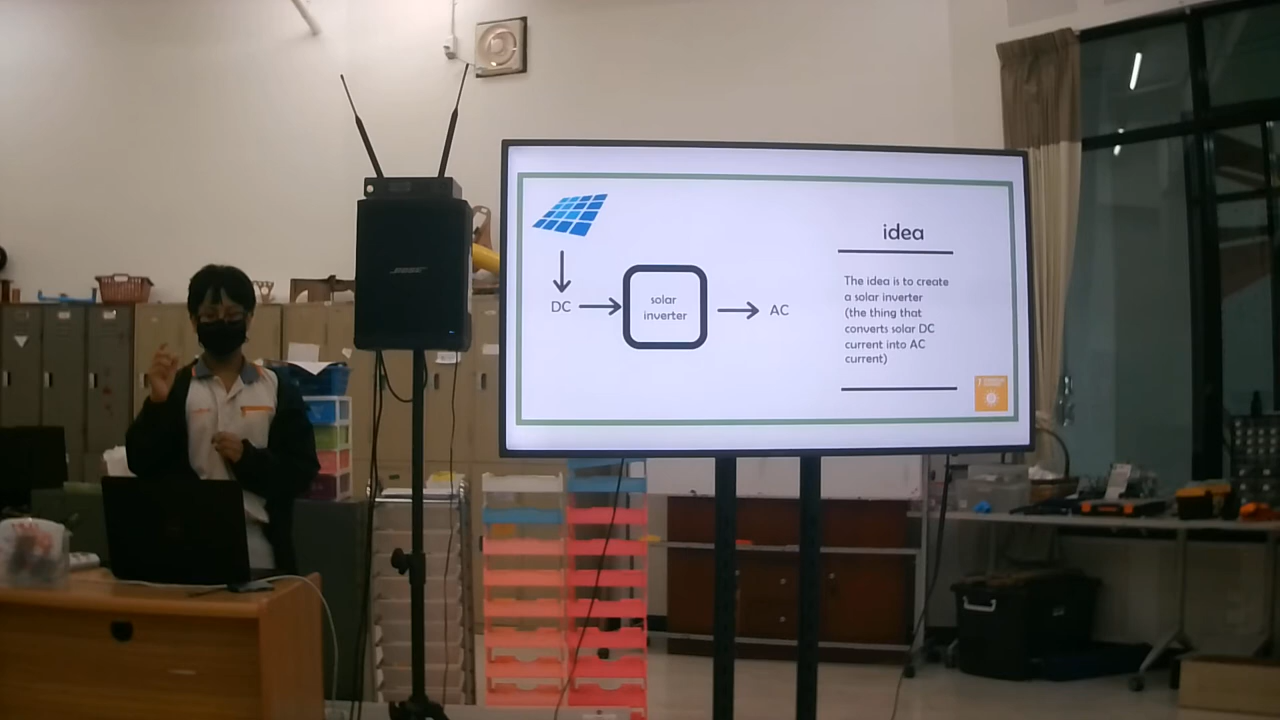 BOSE
DC
solar
inverter
AC
idea
The idea is to create
a solar inverter
(the thing that
converts solar DC
current into AC
current)
7